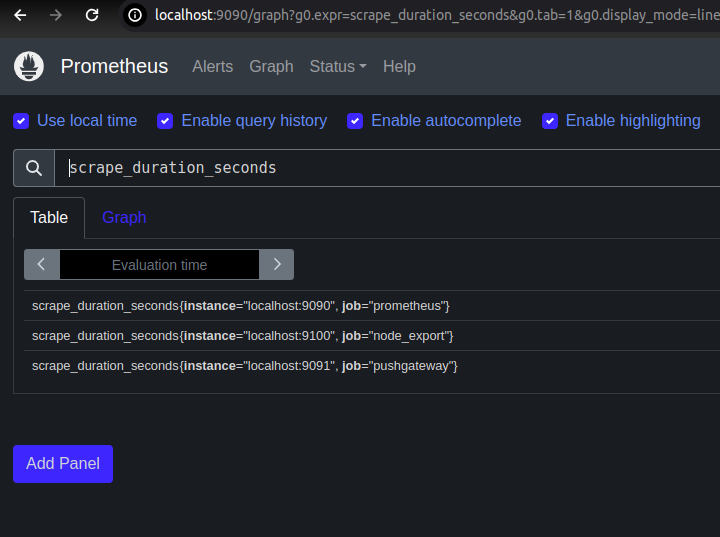 localhost:9090/graph?g0.expr=scrape_duration_seconds&g0.tab=1&g0.display_mode=line
Prometheus Alerts Graph Status Help
Use local time Enable query history Enable autocomplete Enable highlighting
scrape_duration_seconds
Table Graph
Evaluation time
scrape_duration_seconds{instance="localhost:9090", job="prometheus"}
scrape_duration_seconds{instance="localhost:9100", job="node_export"}
scrape_duration_seconds{instance="localhost:9091", job="pushgateway"}
Add Panel